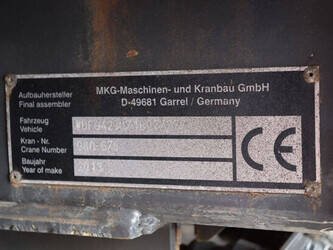 Aufbauhersteller
Final assembler
MKG-Maschinen- und Kranbau GmbH
D-49681 Garrel / Germany
Fahrzeug
Vehicle
Kran - Nr.
Crane Number
Baujahr
Year of make
CE